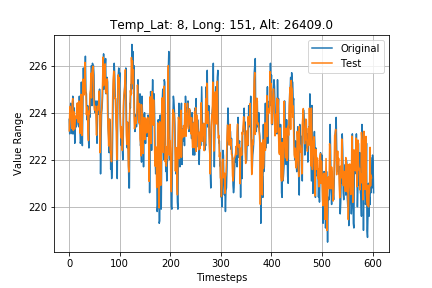 Temp_Lat: 8, Long: 151, Alt: 26409.0
Original
Test
Value Range
226
224
222
220
0
100
200
300
400
500
600
Timesteps